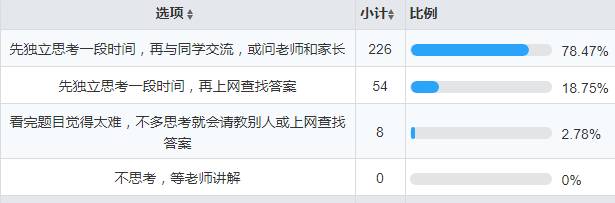 选项 小计 比例
先独立思考一段时间，再与同学交流，或问老师和家长 226 78.47%
先独立思考一段时间，再上网查找答案 54 18.75%
看完题目觉得太难，不多思考就会请教别人或上网查找
答案 8 2.78%
不思考，等老师讲解 0 0%